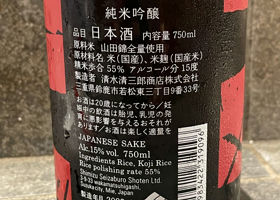 純米吟醸
品目 日本酒 内容量 750ml
原料米 山田錦全量使用
原材料名 米(国産)、米麹(国産米)
精米歩合 55% アルコール分 15度
製造者 清水清三郎商店株式会社
三重県鈴鹿市若松東三丁目9番33号
お酒は20歳になってから/妊
娠中の飲酒は胎児、乳児の発
育に悪影響を与えるおそれが
あります/お酒は楽しく適量を
JAPANESE SAKE
Alc.15% vol. 750ml
Ingredients Rice, Koji Rice
Rice polishing rate 55%
Shimizu Seizaburo Shoten Ltd.
3-9-33 wakamatsuhigashi,
Suzuka city, Mie, Japan
製造年